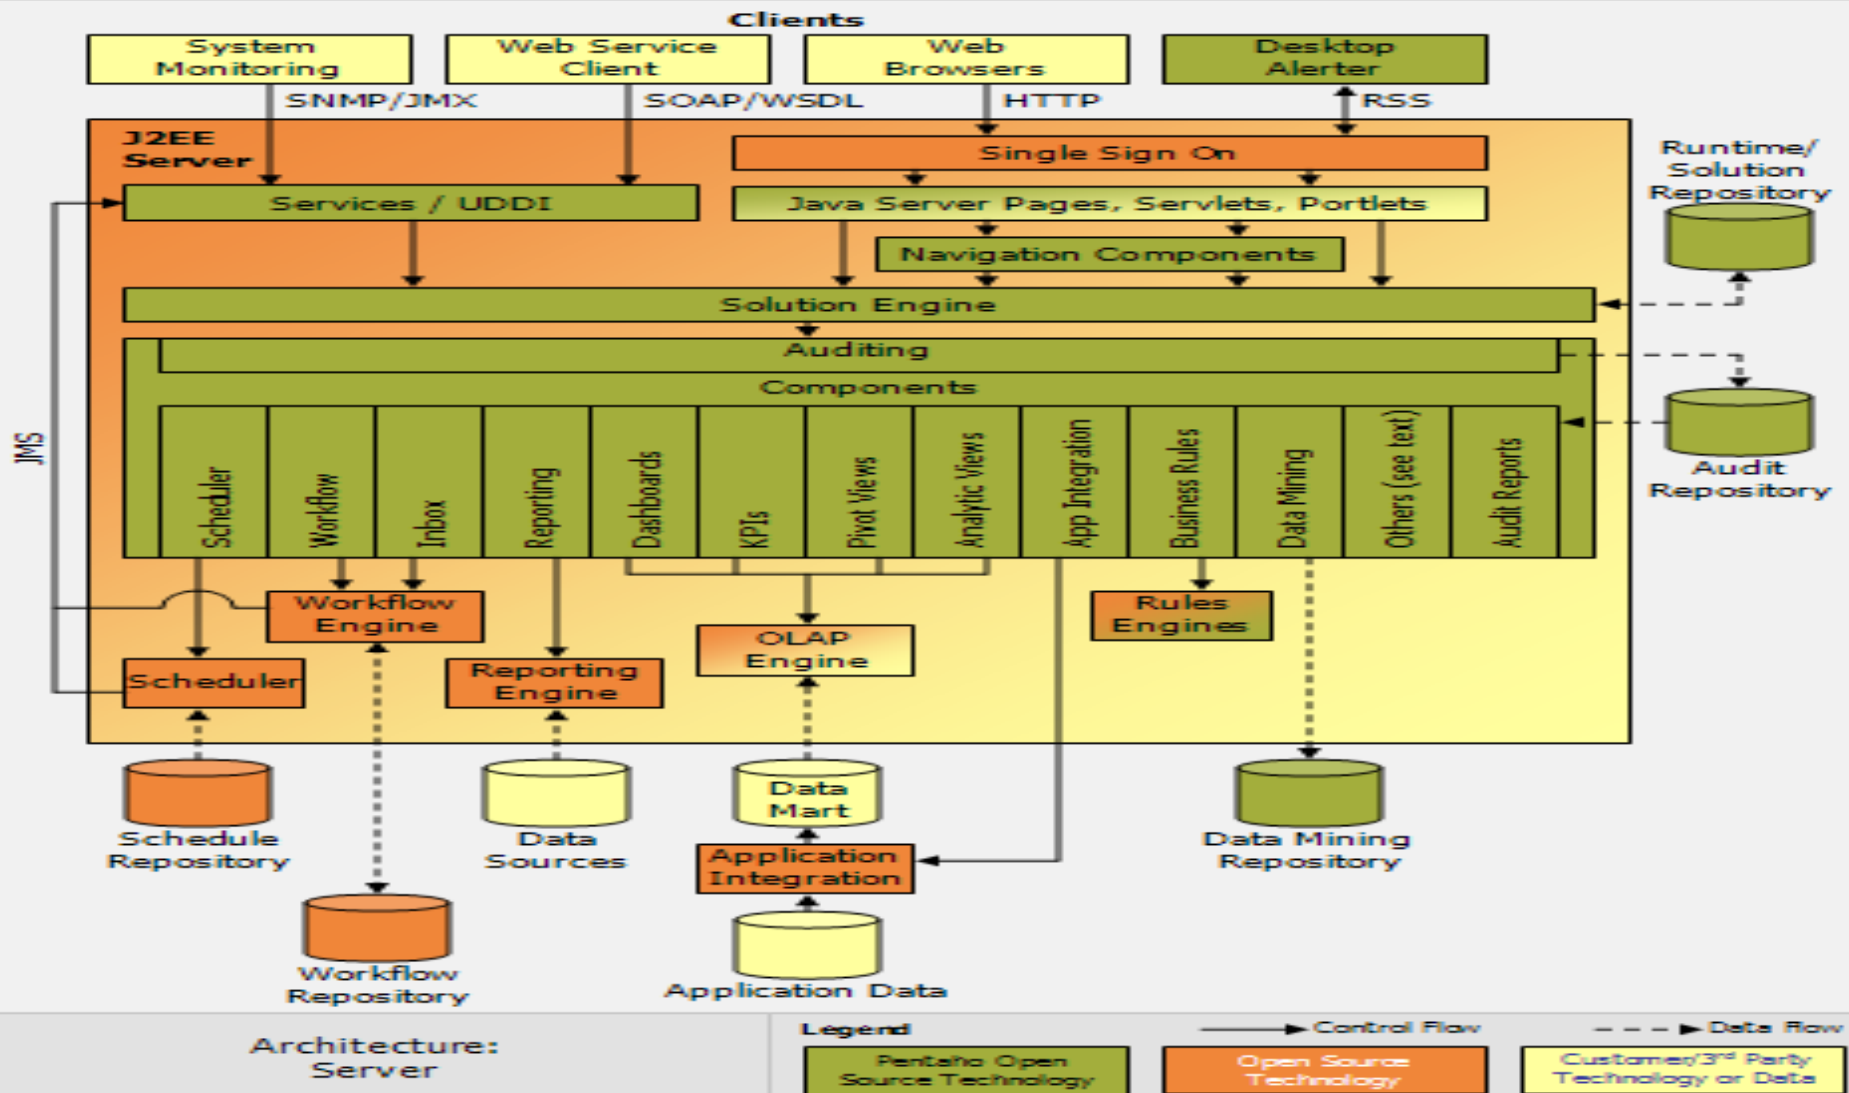 Clients
System
Monitoring
Web Service
Client
Web
Browsers
Desktop
Alerter
SNMP/JMX
SOAP/WSDL
HTTP
RSS
J2EE
Server
Single Sign On
Runtime/
Solution
Repository
Services / UDDI
Java Server Pages, Servlets, Portlets
Navigation Components
Solution Engine
Auditing
Components
JMS
Scheduler
Workflow
Inbox
Reporting
Dashboards
KPIs
Pivot Views
Analytic Views
App Integration
Business Rules
Data Mining
Others (see text)
Audit Reports
Audit
Repository
Workflow
Engine
Rules
Engines
OLAP
Engine
Scheduler
Reporting
Engine
Schedule
Repository
Data
Sources
Data
Mart
Data Mining
Repository
Application
Integration
Workflow
Repository
Application Data
Architecture:
Server
Legend
Control Flow
Data Flow
Pentaho Open
Source Technology
Open Source
Technology
Customer/3rd Party
Technology or Data